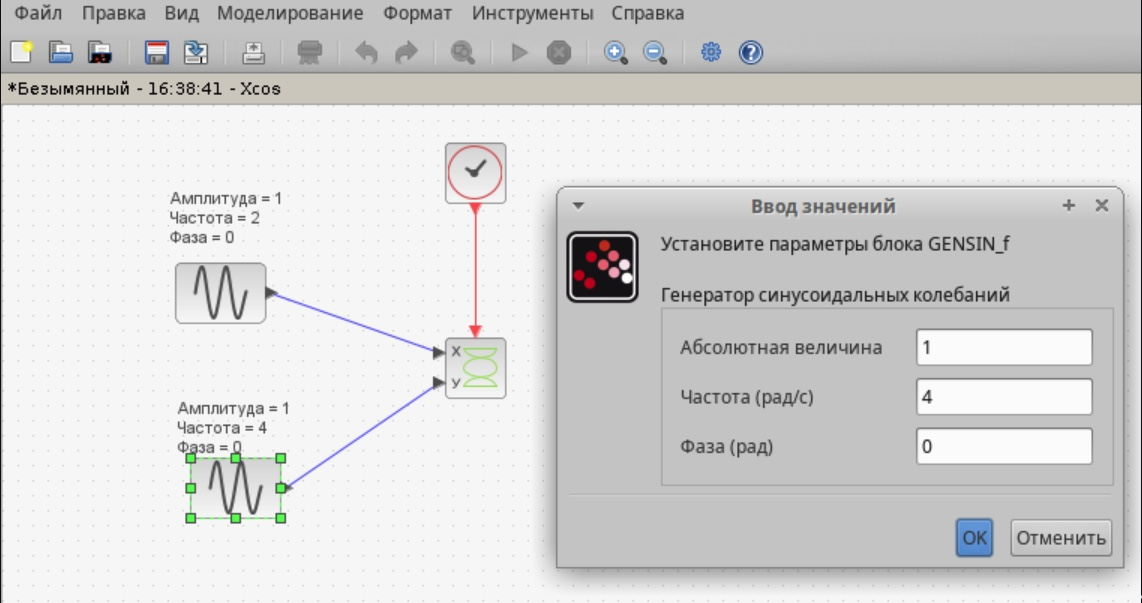 Файл Правка Вид Моделирование Формат Инструменты Справка
*Безымянный - 16:38:41 - Xcos
Амплитуда = 1
Частота = 2
Фаза = 0
X
У
Амплитуда = 1
Частота = 4
Фаза = 0
Ввод значений
Установите параметры блока GENSIN_f
Генератор синусоидальных колебаний
Абсолютная величина 1
Частота (рад/с) 4
Фаза (рад) 0
OK Отменить